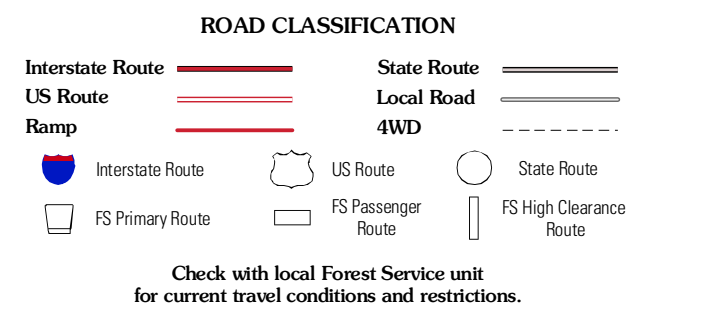 ROAD CLASSIFICATION
Interstate Route
State Route
US Route
Local Road
Ramp
4WD
Interstate Route
US Route
State Route
FS Primary Route
FS Passenger
Route
FS High Clearance
Route
Check with local Forest Service unit
for current travel conditions and restrictions.